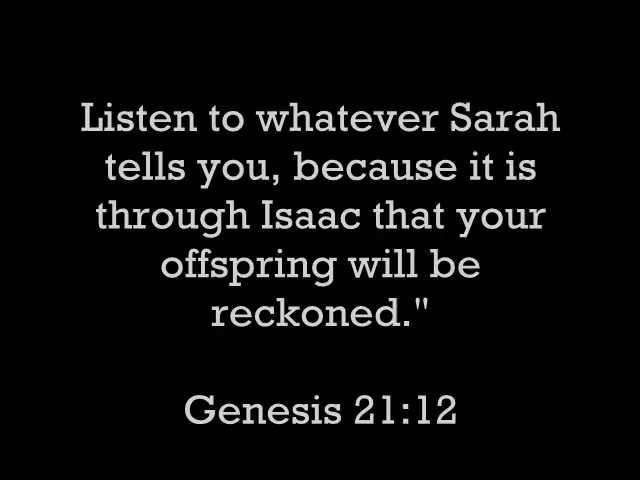 Listen to whatever Sarah
tells you, because it is
through Isaac that your
offspring will be
reckoned."
Genesis 21:12